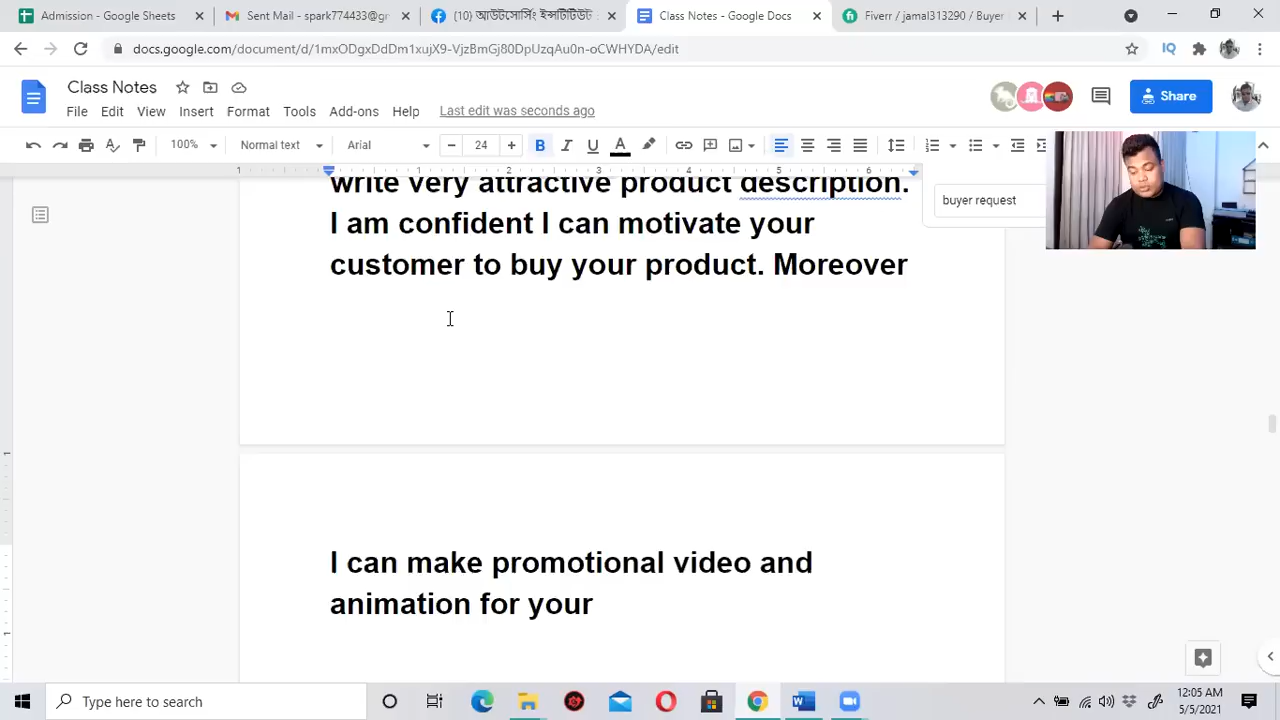 Admission - Google Sheets
Sent Mail - spark774433@gm
(10) আউটসোর্সিং ইন্সটিটিউট
Class Notes - Google Docs
Fiverr / jamal313290 / Buyer
docs.google.com/document/d/1mxODgxDdDm1xujX9-VjzBmGj80DpUzqAu0n-oCWHYDA/edit
Class Notes
File Edit View Insert Format Tools Add-ons Help Last edit was seconds ago
Share
100% Normal text Arial 24
write very attractive product description.
I am confident I can motivate your
customer to buy your product. Moreover
buyer request
I can make promotional video and
animation for your
Type here to search
12:05 AM
5/5/2021